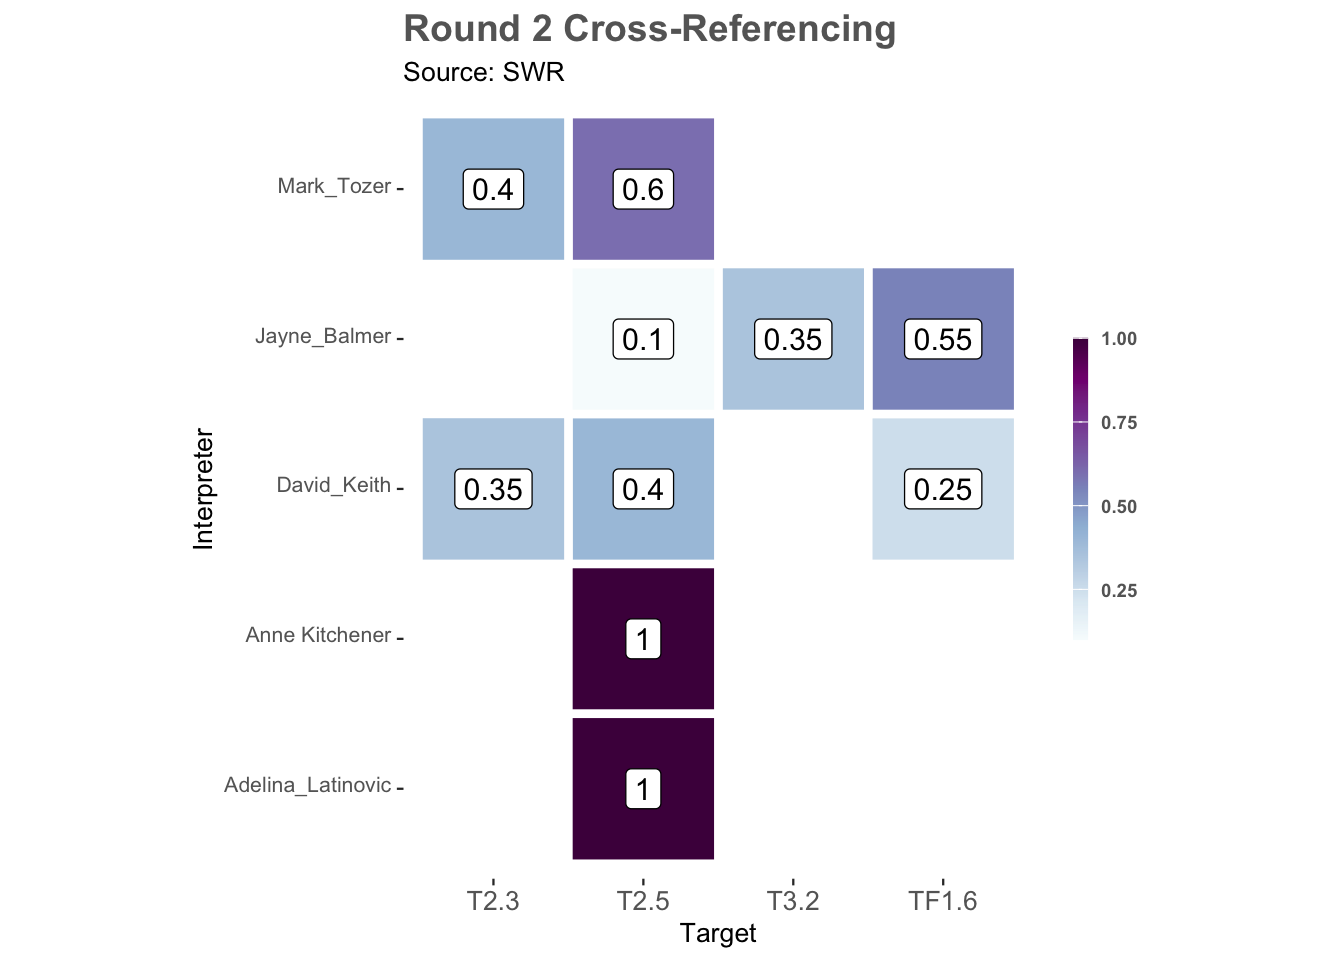 Round 2 Cross-Referencing
Source: SWR
Mark_Tozer
0.4
0.6
Jayne_Balmer
0.1
0.35
0.55
David_Keith
0.35
0.4
0.25
Anne Kitchener
1
Adelina_Latinovic
1
Interpreter
T2.3
T2.5
T3.2
TF1.6
Target
1.00
0.75
0.50
0.25